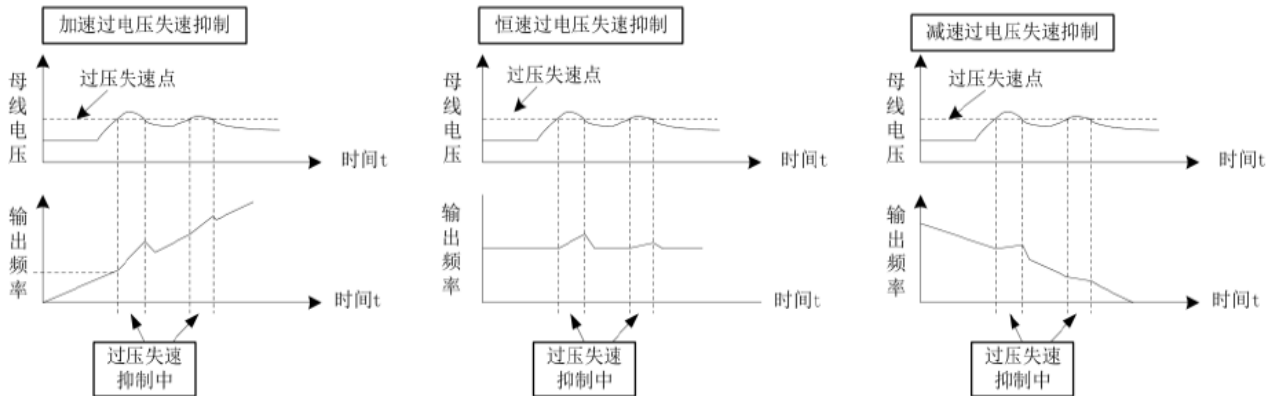 加速过电压失速抑制
母线电压
过压失速点
时间t
输出频率
时间t
过压失速
抑制中
恒速过电压失速抑制
母线电压
过压失速点
时间t
输出频率
时间t
过压失速
抑制中
减速过电压失速抑制
母线电压
过压失速点
时间t
输出频率
时间t
过压失速
抑制中